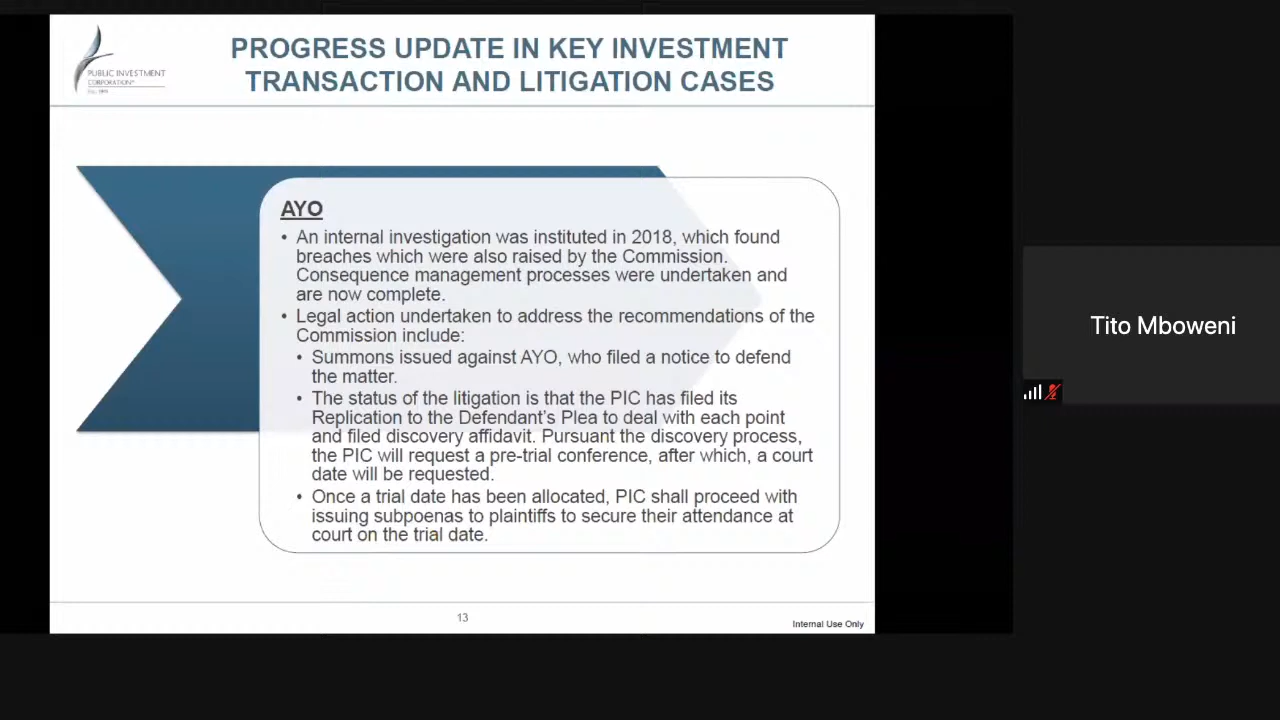 PUBLIC INVESTMENT
CORPORATION®
PROGRESS UPDATE IN KEY INVESTMENT
TRANSACTION AND LITIGATION CASES
AYO
• An internal investigation was instituted in 2018, which found
breaches which were also raised by the Commission.
Consequence management processes were undertaken and
are now complete.
• Legal action undertaken to address the recommendations of the
Commission include:
• Summons issued against AYO, who filed a notice to defend
the matter.
• The status of the litigation is that the PIC has filed its
Replication to the Defendant's Plea to deal with each point
and filed discovery affidavit. Pursuant the discovery process,
the PIC will request a pre-trial conference, after which, a court
date will be requested.
• Once a trial date has been allocated, PIC shall proceed with
issuing subpoenas to plaintiffs to secure their attendance at
court on the trial date.
13
Internal Use Only
Tito Mboweni